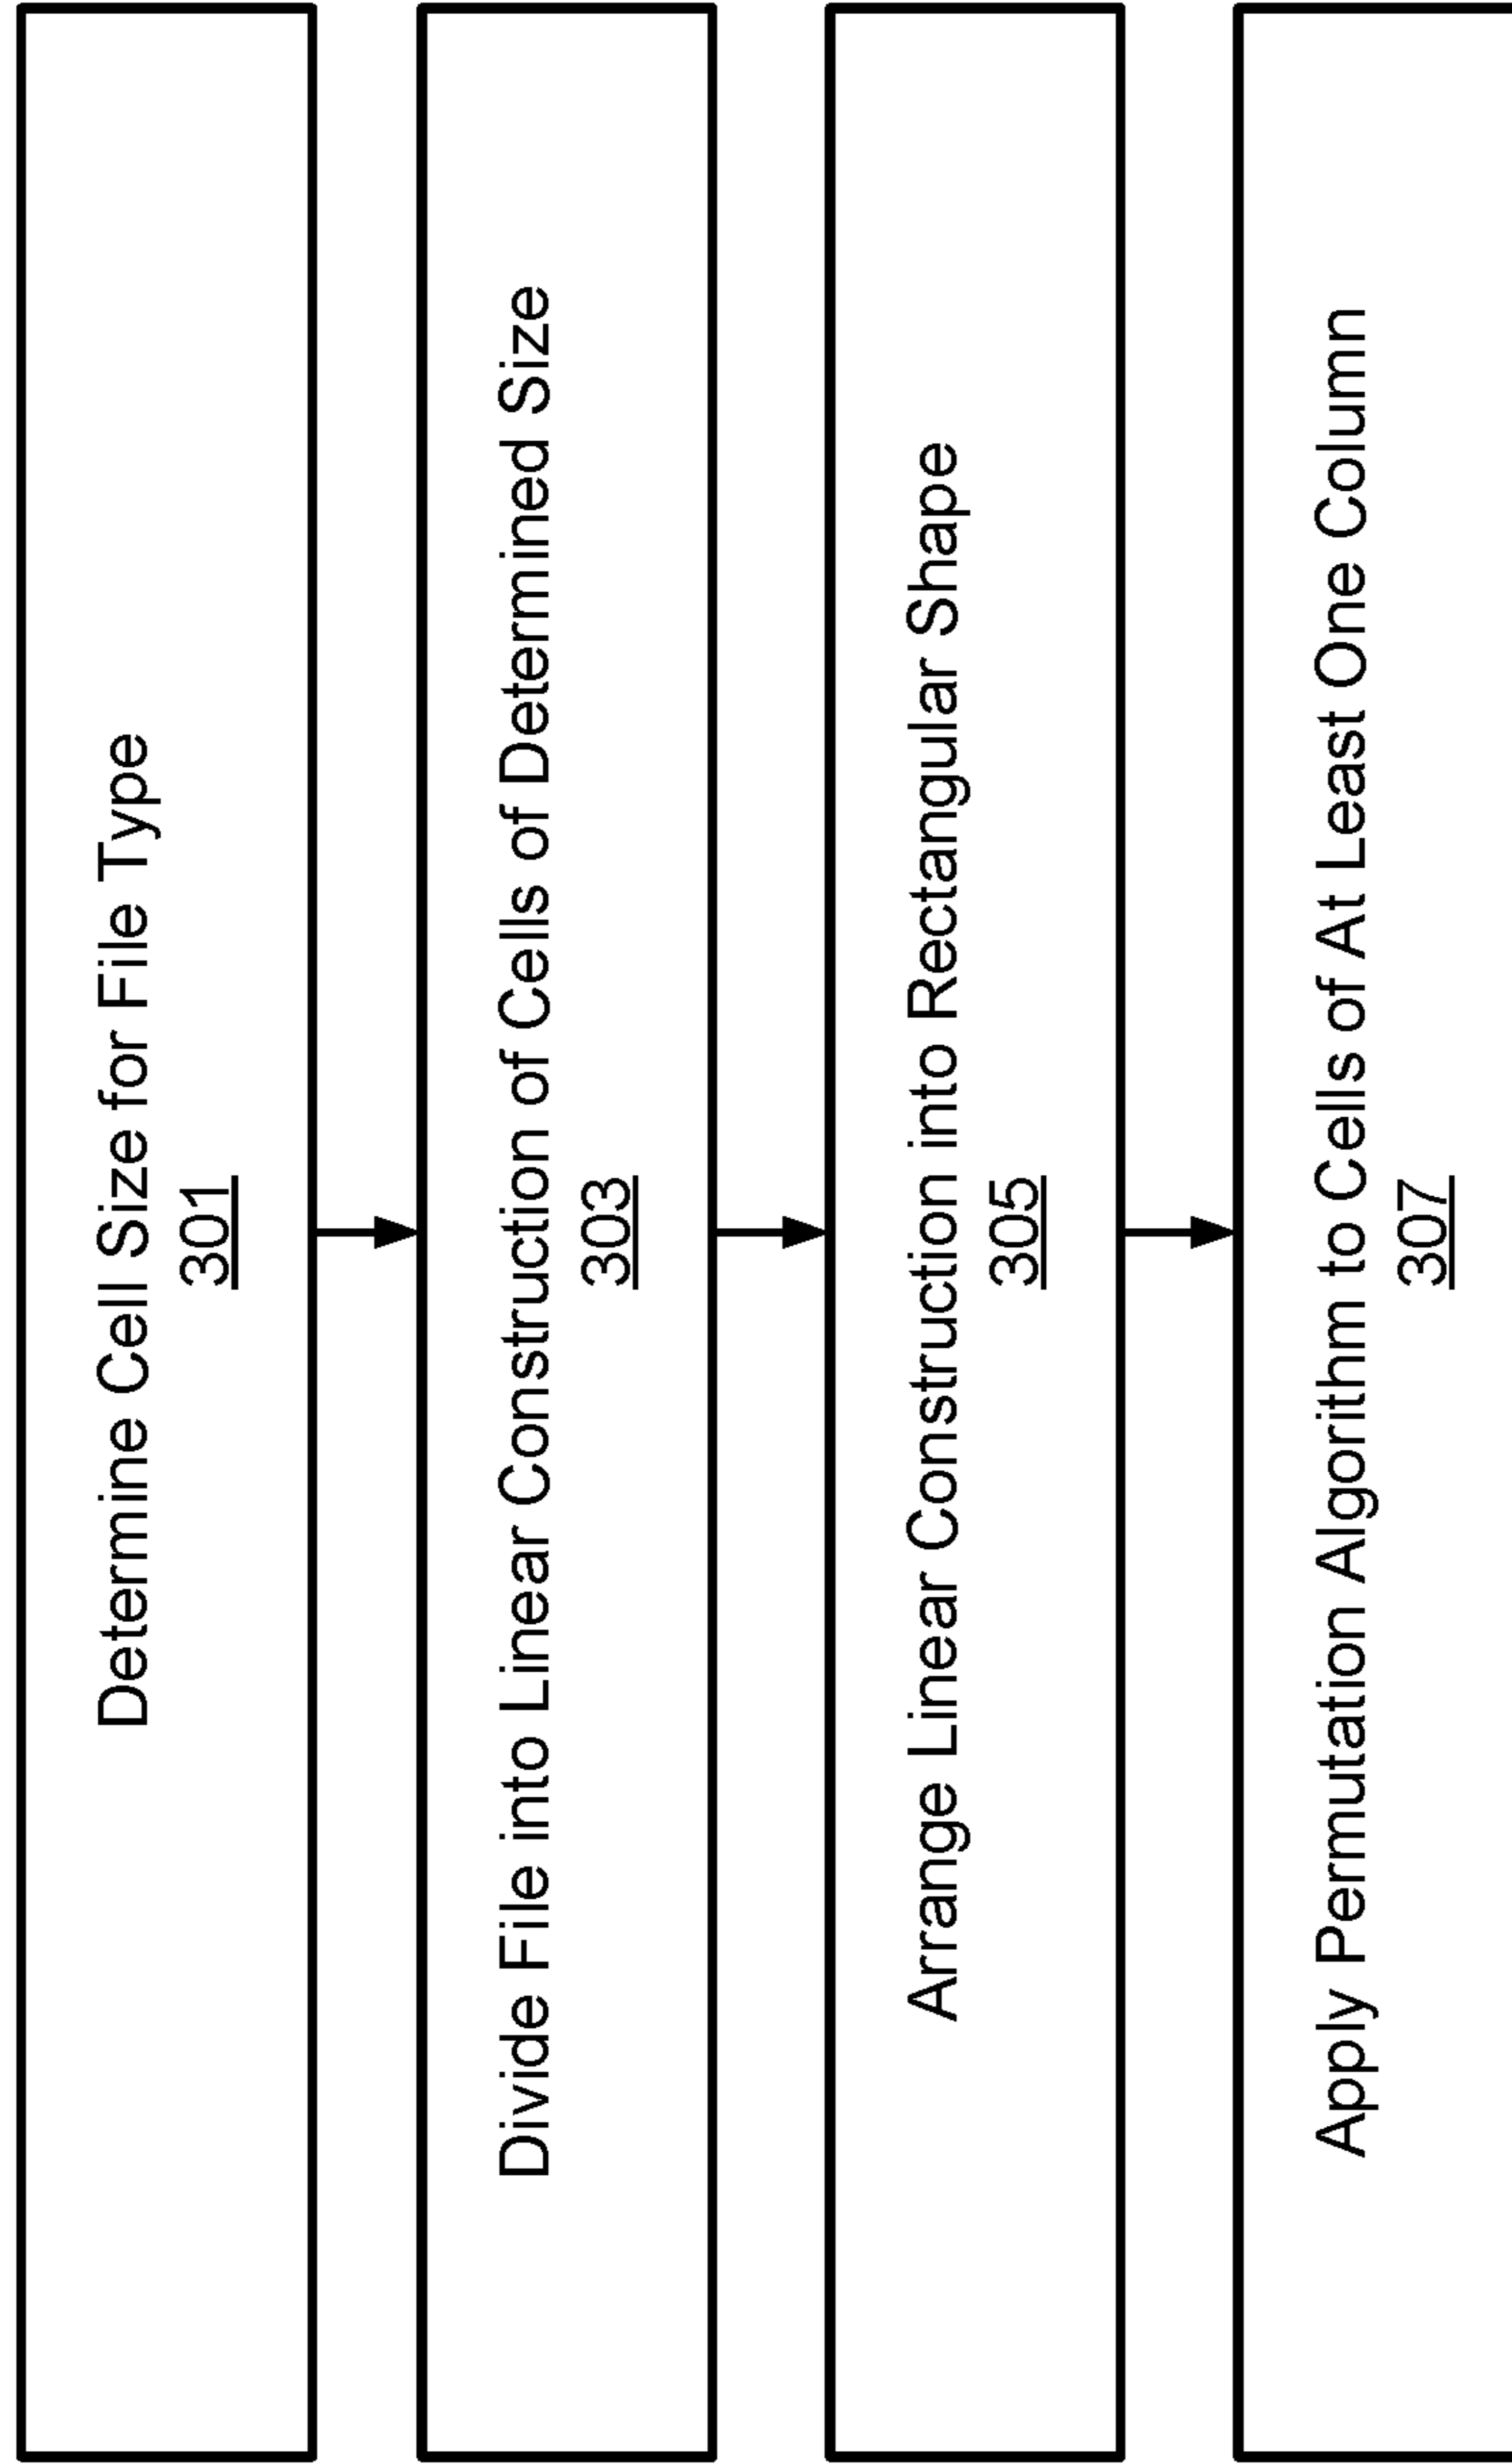 Determine Cell Size for File Type
301
Divide File into Linear Construction of Cells of Determined Size
303
Arrange Linear Construction into Rectangular Shape
305
Apply Permutation Algorithm to Cells of At Least One Column
307